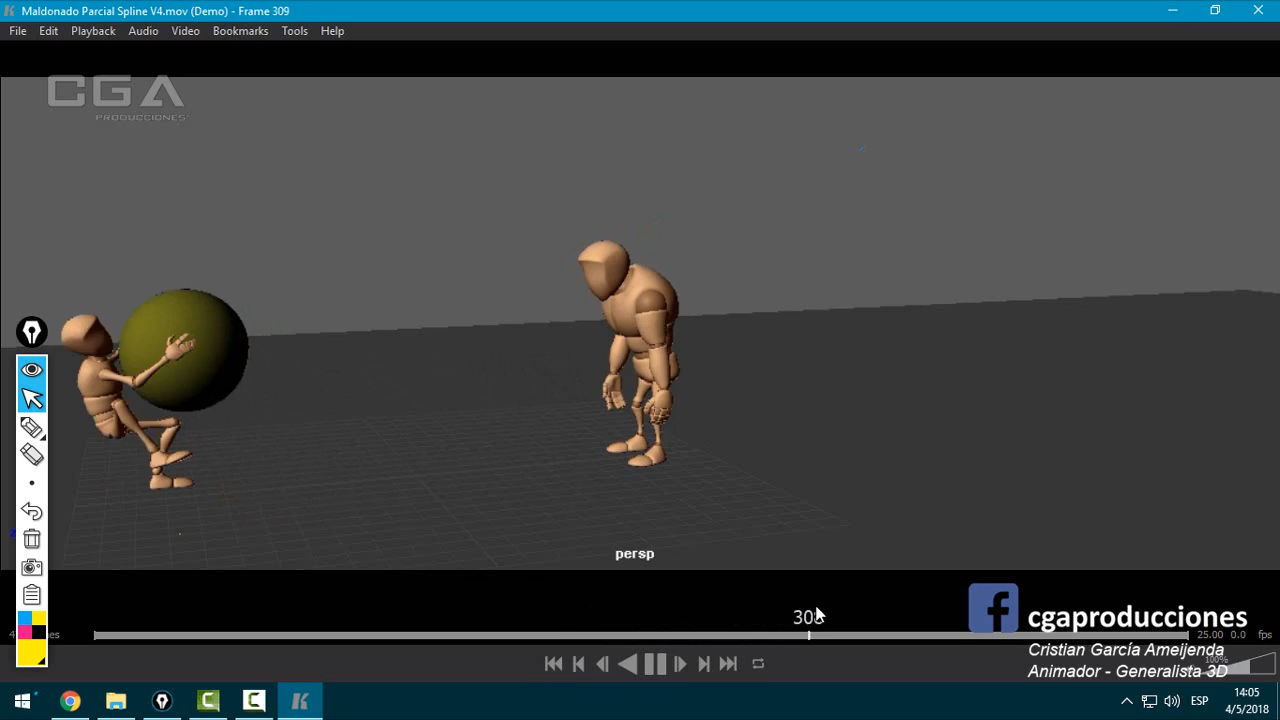 Maldonado Parcial Spline V4.mov (Demo) - Frame 309
File Edit Playback Audio Video Bookmarks Tools Help
CGA
PRODUCCIONES
persp
cgaproducciones
25.00 0.0 fps
Cristian García Ameijenda
100%
Animador - Generalista 3D
ESP
14:05
4/5/2018